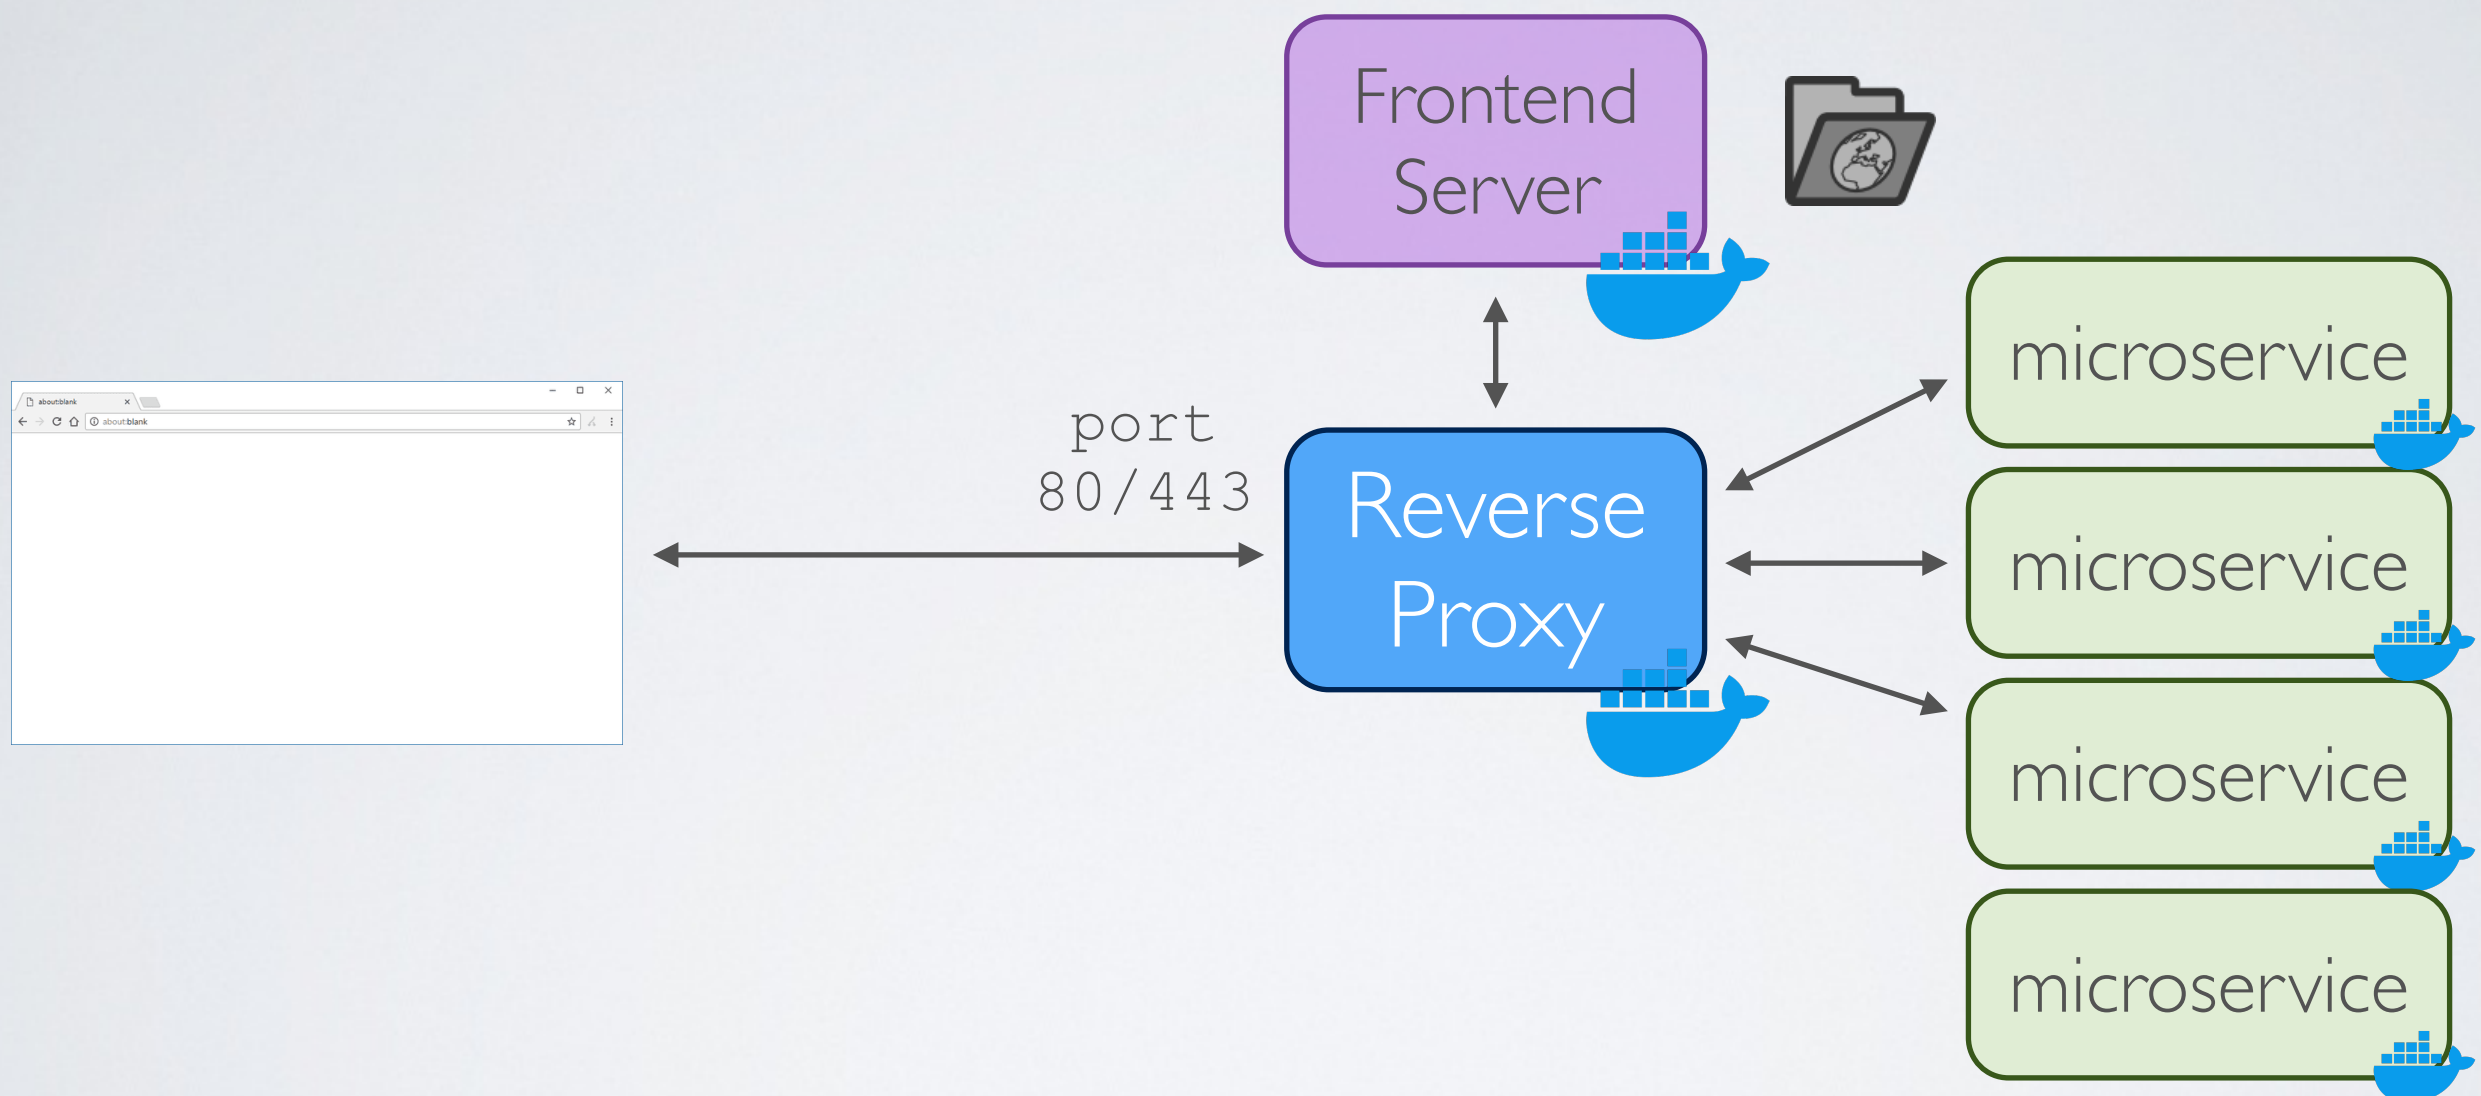 Frontend
Server
about:blank
about:blank
port
80/443
Reverse
Proxy
microservice
microservice
microservice
microservice